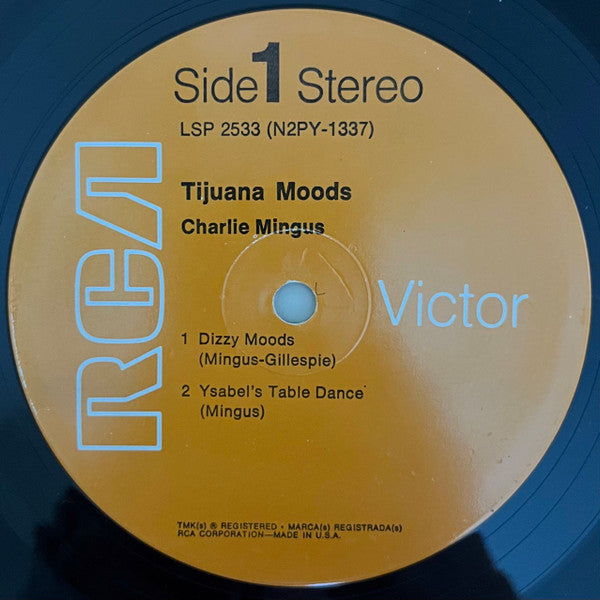 Side 1 Stereo
LSP 2533 (N2PY-1337)
Tijuana Moods
Charlie Mingus
RCA
Victor
1 Dizzy Moods
(Mingus-Gillespie)
2 Ysabel's Table Dance
(Mingus)
TMK(s) ® REGISTERED • MARCA(s) REGISTRADA(s)
RCA CORPORATION—MADE IN U.S.A.